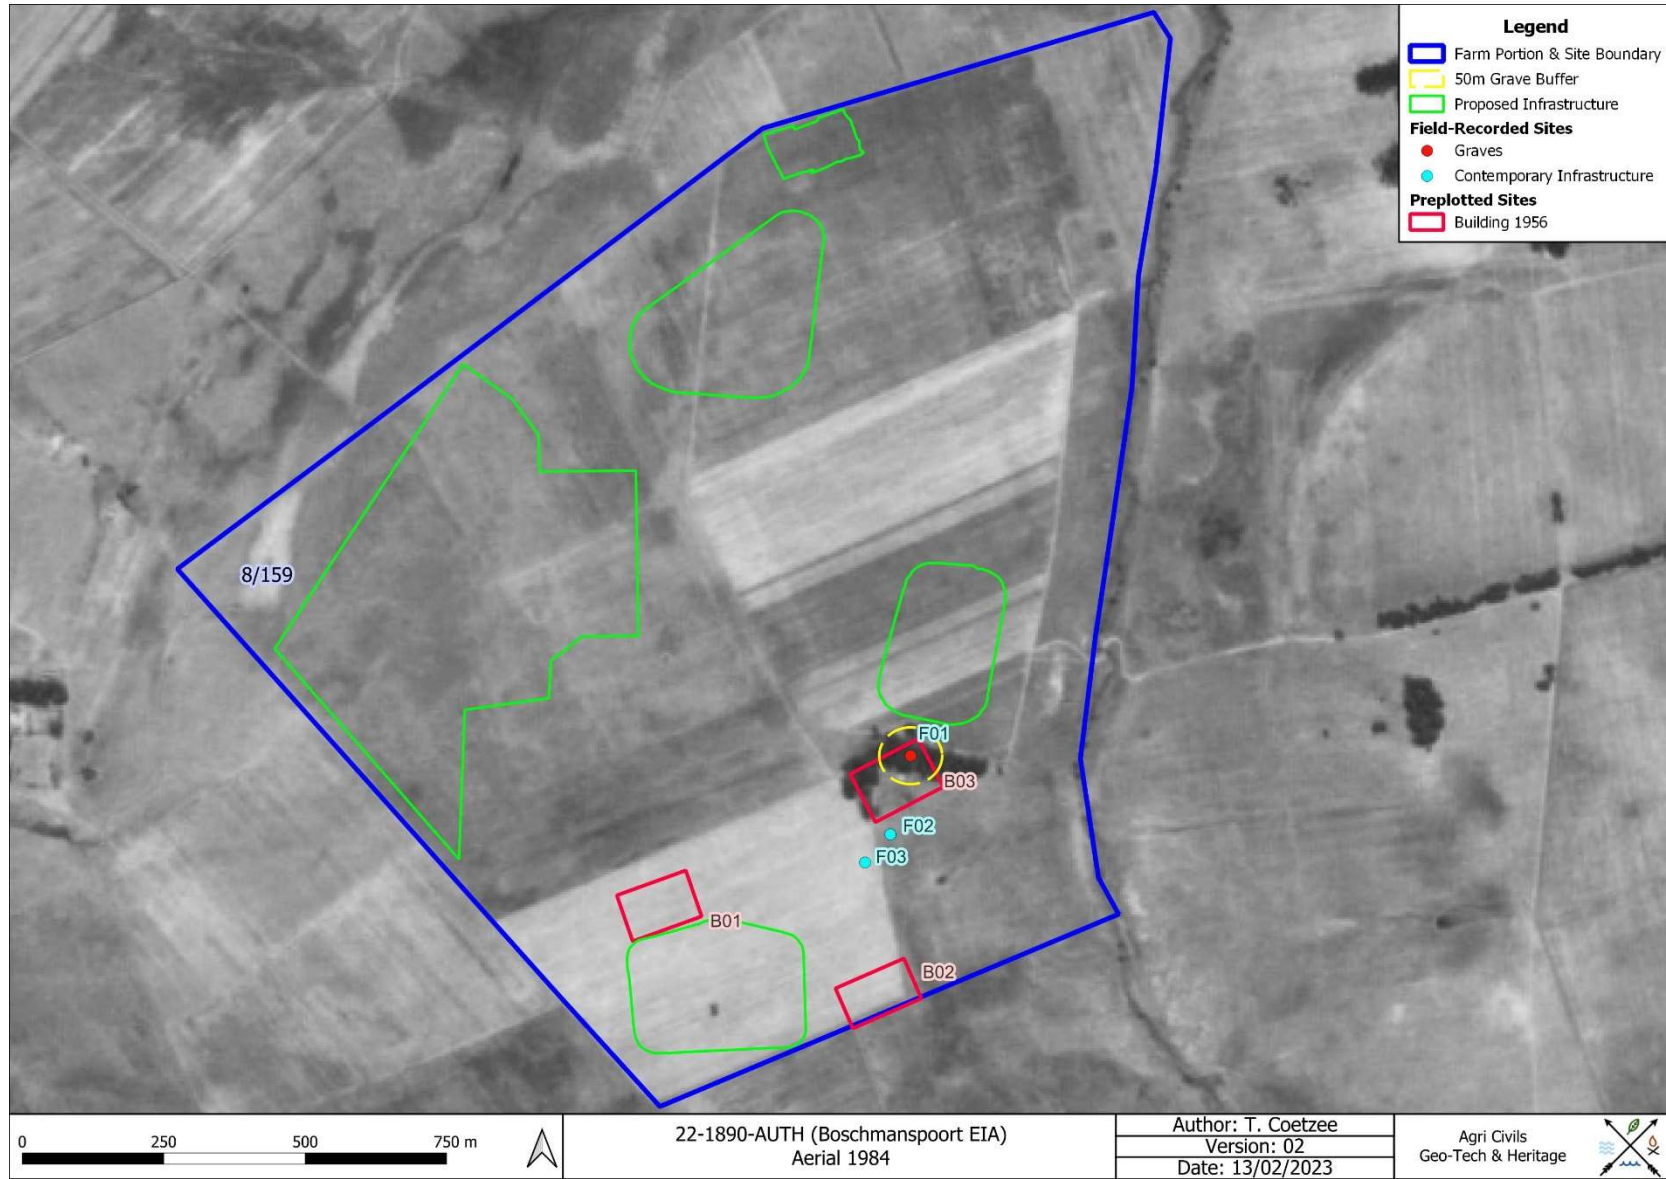 Legend
Farm Portion & Site Boundary
50m Grave Buffer
Proposed Infrastructure
Field-Recorded Sites
Graves
Contemporary Infrastructure
Preplotted Sites
Building 1956
8/159
F01
B03
F02
F03
B01
B02
0 250 500 750 m
22-1890-AUTH (Boschmanspoort EIA)
Aerial 1984
Author: T. Coetzee
Version: 02
Date: 13/02/2023
Agri Civils
Geo-Tech & Heritage